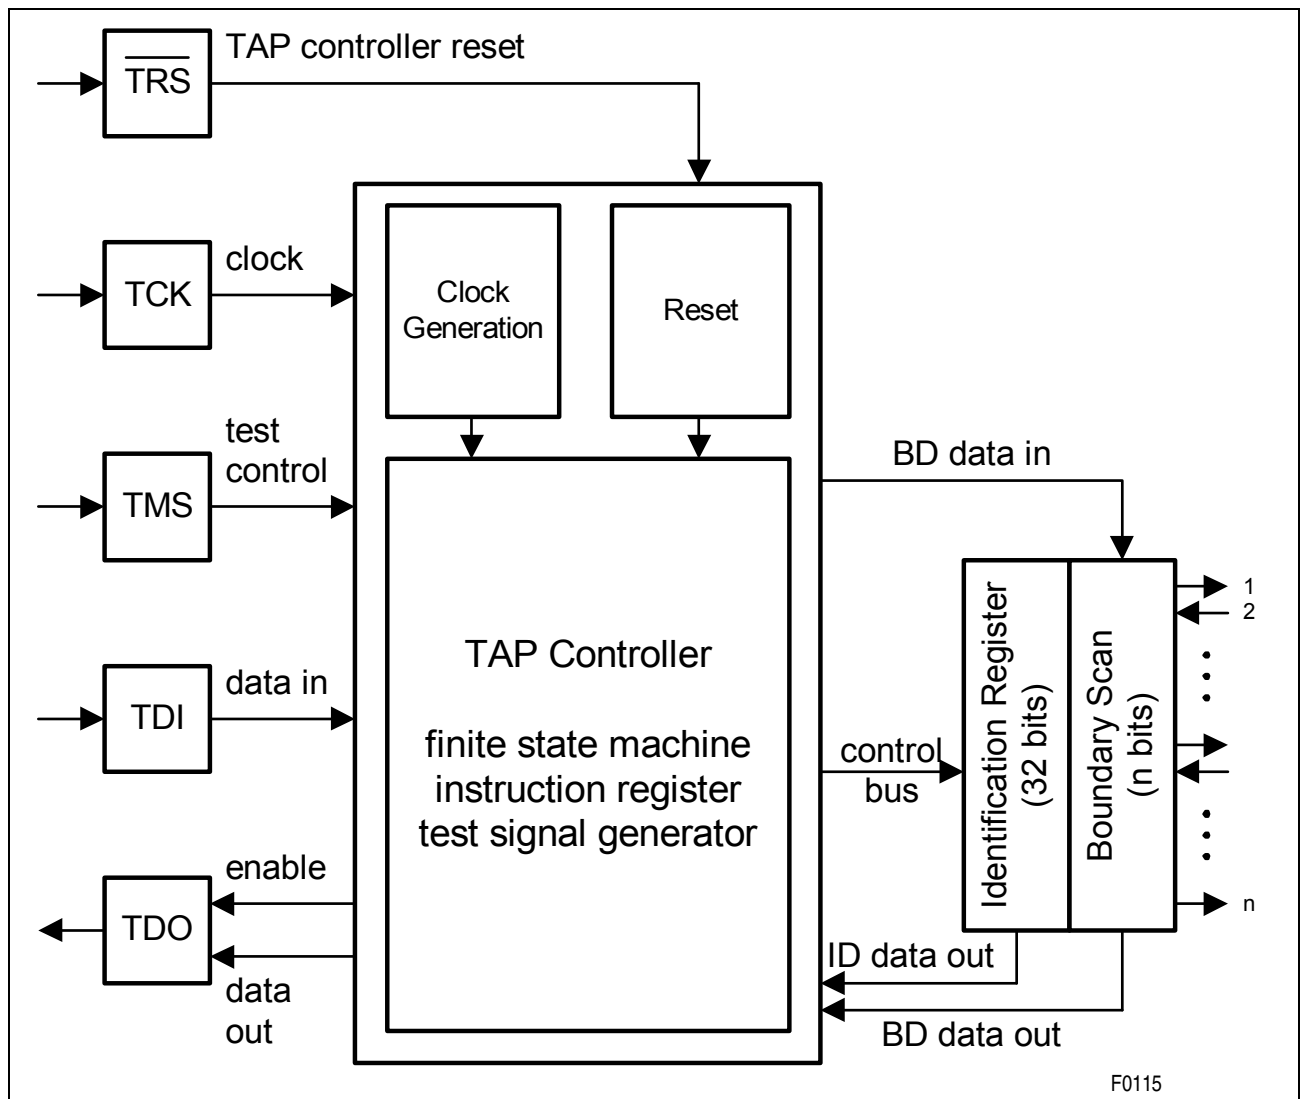 TAP controller reset
TRS
clock
TCK
Clock
Generation
Reset
test
control
TMS
BD data in
TAP Controller
finite state machine
instruction register
test signal generator
data in
TDI
control
bus
Identification Register
(32 bits)
Boundary Scan
(n bits)
1
2
n
enable
TDO
data
out
ID data out
BD data out
F0115